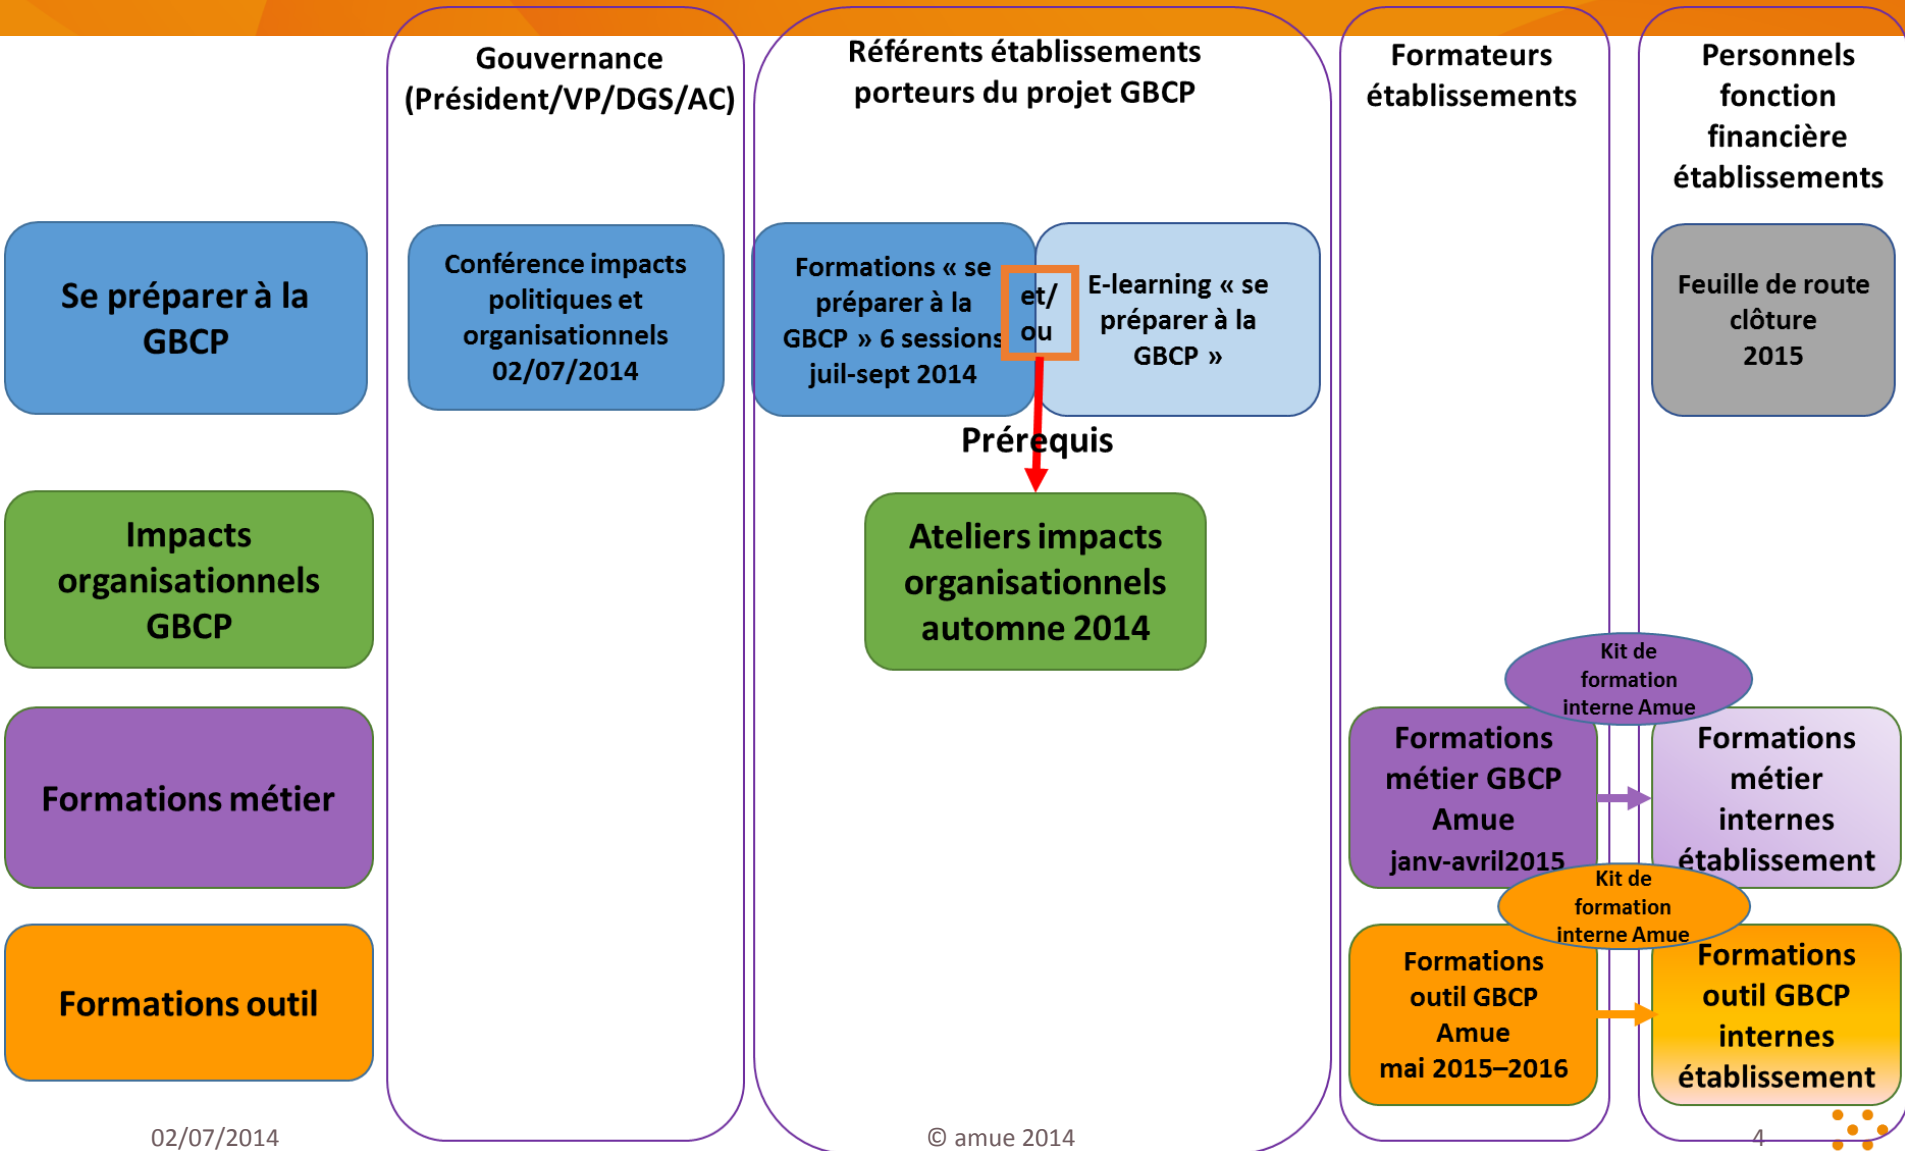 Gouvernance
(Président/VP/DGS/AC)
Référents établissements
porteurs du projet GBCP
Formateurs
établissements
Personnels
fonction
financière
établissements
Se préparer à la
GBCP
Conférence impacts
politiques et
organisationnels
02/07/2014
Formations « se
préparer à la
GBCP » 6 sessions
juil-sept 2014
et/
ou
E-learning « se
préparer à la
GBCP »
Feuille de route
clôture
2015
Prérequis
Impacts
organisationnels
GBCP
Ateliers impacts
organisationnels
automne 2014
Kit de
formation
interne Amue
Formations métier
Formations
métier GBCP
Amue
janv-avril2015
Formations
métier
internes
établissement
Kit de
formation
interne Amue
Formations outil
Formations
outil GBCP
Amue
mai 2015–2016
Formations
outil GBCP
internes
établissement
02/07/2014
© amue 2014
4